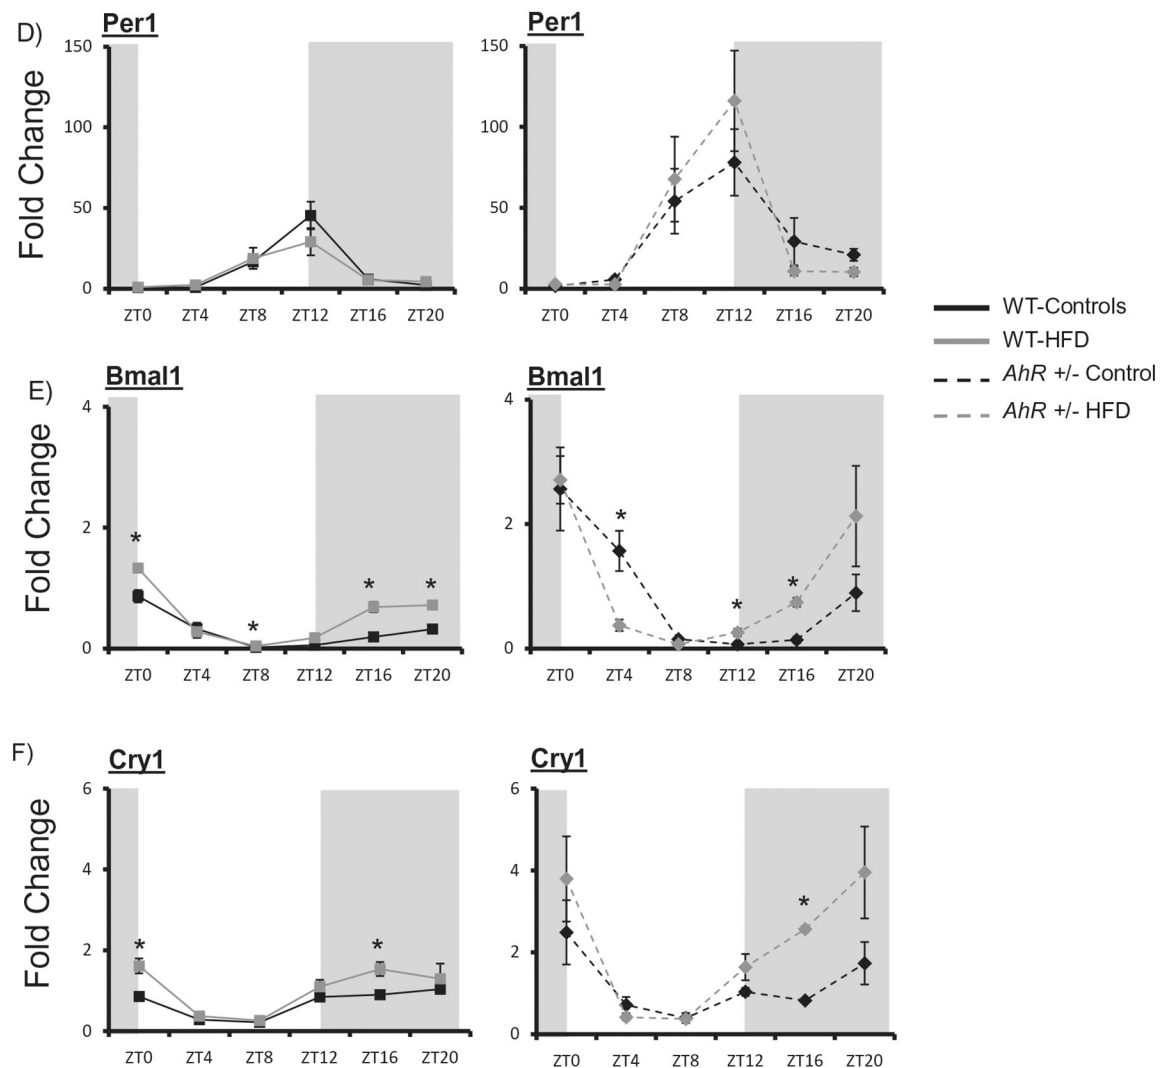 D)
Per1
Per1
Fold Change
150
100
50
0
ZT0 ZT4 ZT8 ZT12 ZT16 ZT20
150
100
50
0
ZT0 ZT4 ZT8 ZT12 ZT16 ZT20
WT-Controls
WT-HFD
AhR +/- Control
AhR +/- HFD
E)
Bmal1
Bmal1
Fold Change
4
2
0
* * * *
ZT0 ZT4 ZT8 ZT12 ZT16 ZT20
4
2
0
* * *
ZT0 ZT4 ZT8 ZT12 ZT16 ZT20
F)
Cry1
Cry1
Fold Change
6
4
2
0
* *
ZT0 ZT4 ZT8 ZT12 ZT16 ZT20
6
4
2
0
*
ZT0 ZT4 ZT8 ZT12 ZT16 ZT20